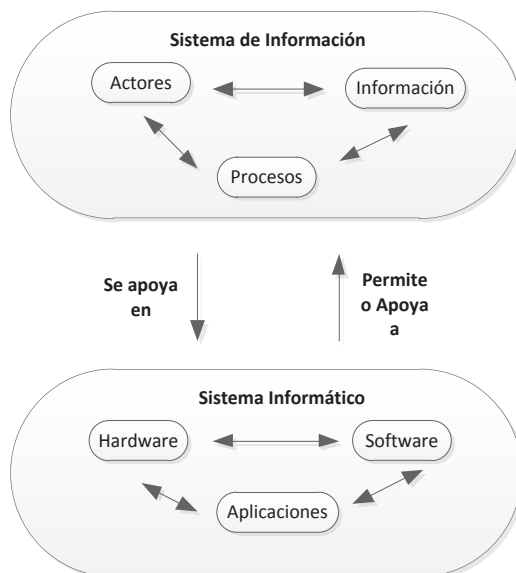 Sistema de Información
Actores
Información
Procesos
Se apoya
en
Permite
o Apoya
a
Sistema Informático
Hardware
Software
Aplicaciones